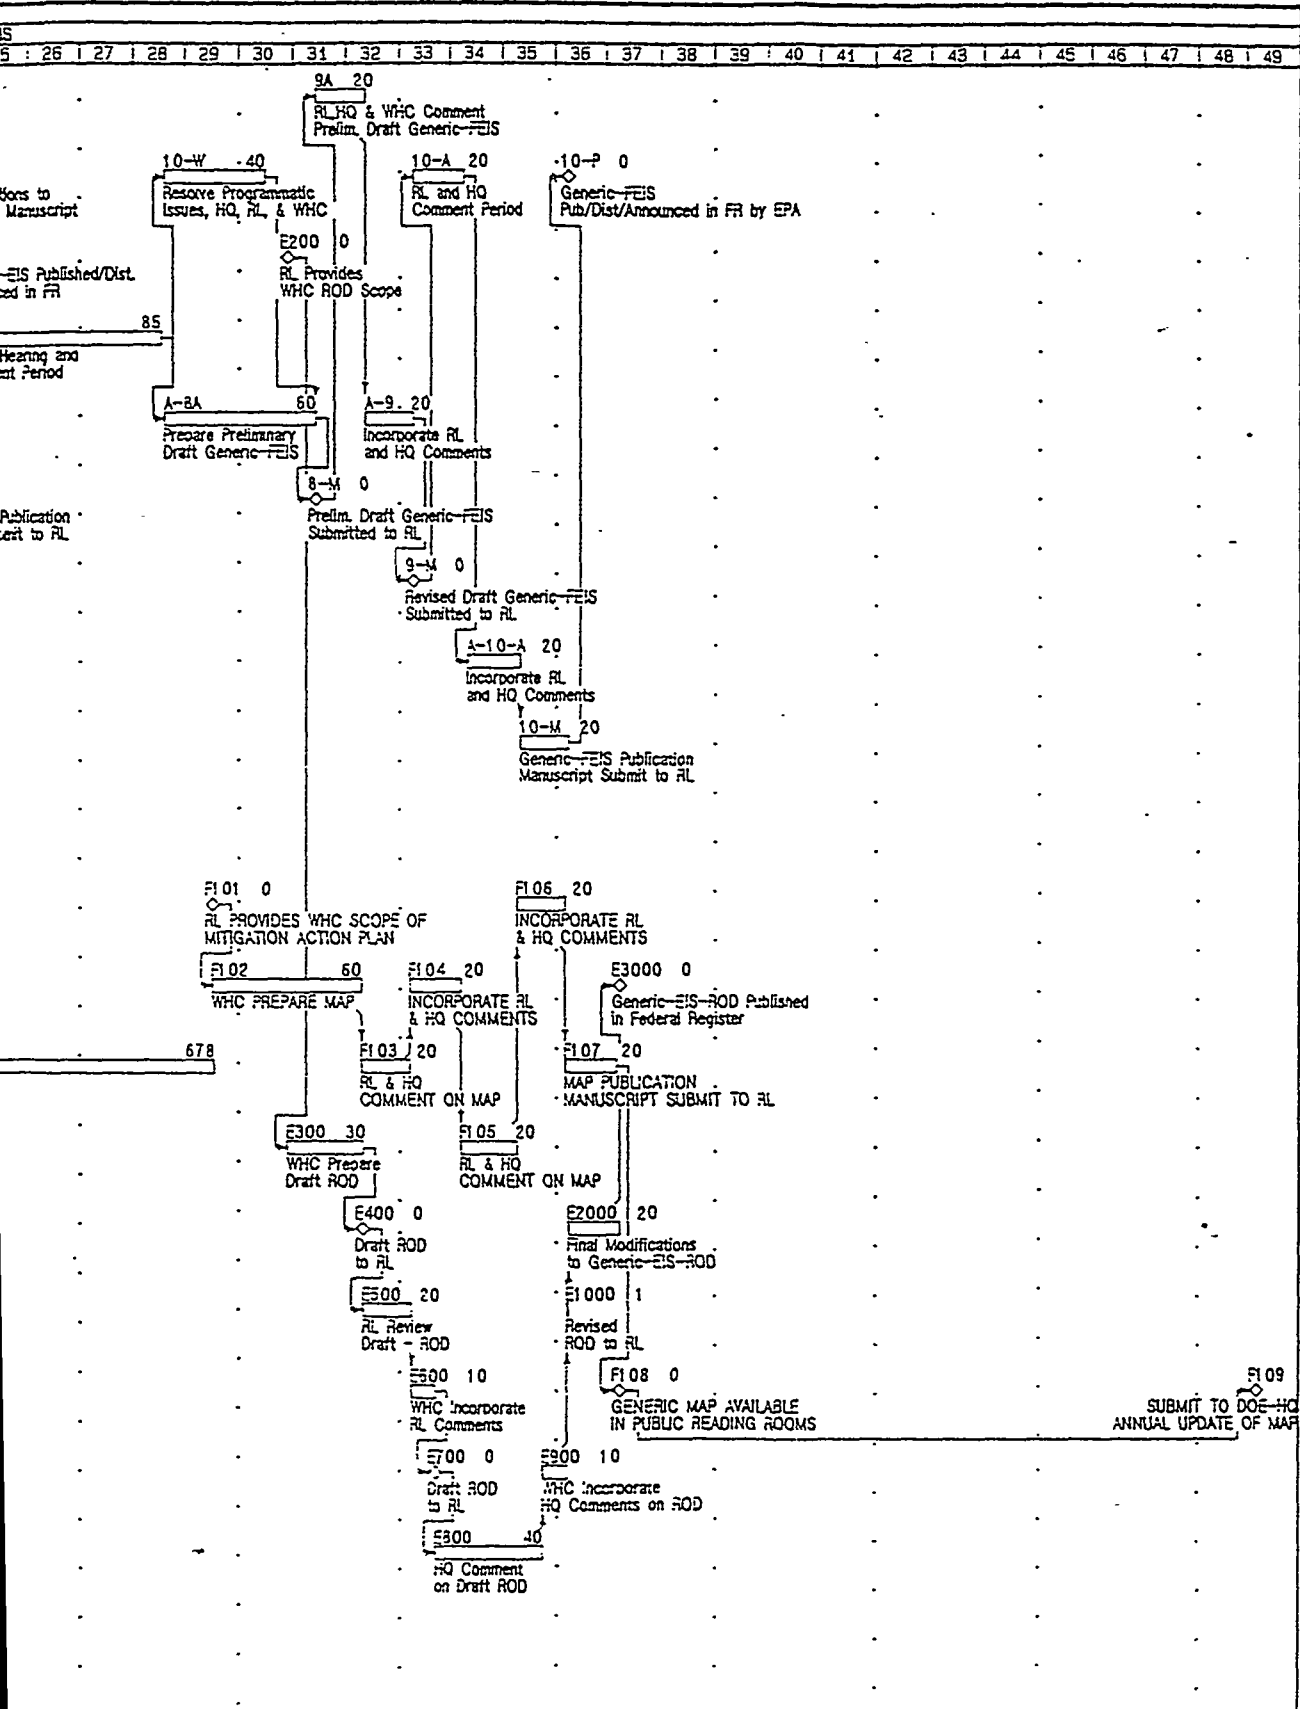 26 | 27 | 28 | 29 | 30 | 31 | 32 | 33 | 34 | 35 | 36 | 37 | 38 | 39 | 40 | 41 | 42 | 43 | 44 | 45 | 46 | 47 | 48 | 49
9A 20
RL HQ & WHC Comment
Prelim. Draft Generic-FEIS
10-W 40
Resolve Programmatic
Issues, HQ, RL, & WHC
10-A 20
RL and HQ
Comment Period
10-P 0
Generic-FEIS
Pub/Dist/Announced in FR by EPA
to
Manuscript
E200 0
RL Provides
WHC ROD Scope
-EIS Published/Dist.
in FR
85
Hearing and
Period
A-8A 60
Prepare Preliminary
Draft Generic-FEIS
A-9 20
Incorporate RL
and HQ Comments
8-M 0
Prelim. Draft Generic-FEIS
Submitted to RL
Publication
to RL
9-M 0
Revised Draft Generic-FEIS
Submitted to RL
A-10-A 20
Incorporate RL
and HQ Comments
10-M 20
Generic-FEIS Publication
Manuscript Submit to RL
F101 0
RL PROVIDES WHC SCOPE OF
MITIGATION ACTION PLAN
F106 20
INCORPORATE RL
& HQ COMMENTS
F102 60
WHC PREPARE MAP
F104 20
INCORPORATE RL
& HQ COMMENTS
E3000 0
Generic-EIS-ROD Published
in Federal Register
678
F103 20
RL & HQ
COMMENT ON MAP
F107 20
MAP PUBLICATION
MANUSCRIPT SUBMIT TO RL
E300 30
WHC Prepare
Draft ROD
F105 20
RL & HQ
COMMENT ON MAP
E400 0
Draft ROD
to RL
E2000 20
Final Modifications
to Generic-EIS-ROD
E500 20
RL Review
Draft - ROD
E1000 1
Revised
ROD to RL
E600 10
WHC Incorporate
RL Comments
F108 0
GENERIC MAP AVAILABLE
IN PUBLIC READING ROOMS
F109
SUBMIT TO DOE-HQ
ANNUAL UPDATE OF MAP
E700 0
Draft ROD
to RL
E900 10
WHC Incorporate
HQ Comments on ROD
E800 40
HQ Comment
on Draft ROD